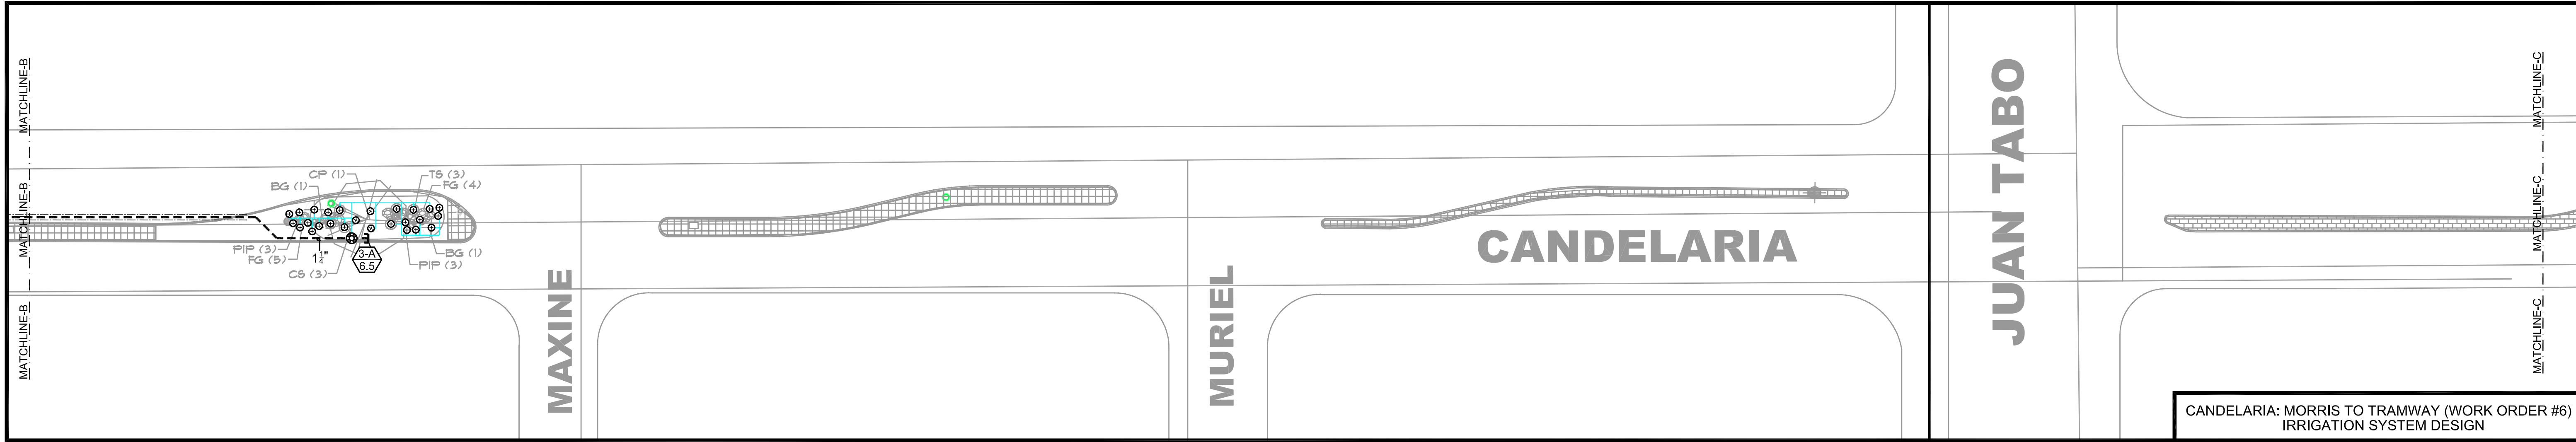 MATCHLINE-B
MATCHLINE-B
MATCHLINE-B
CP (1)
BG (1)
TS (3)
FG (4)
PIP (3)
FG (5)
CS (3)
1 1/4"
3-A
6.5
BG (1)
PIP (3)
MAXINE
MURIEL
CANDELARIA
JUAN TABO
MATCHLINE-C
MATCHLINE-C
MATCHLINE-C
CANDELARIA: MORRIS TO TRAMWAY (WORK ORDER #6)
IRRIGATION SYSTEM DESIGN